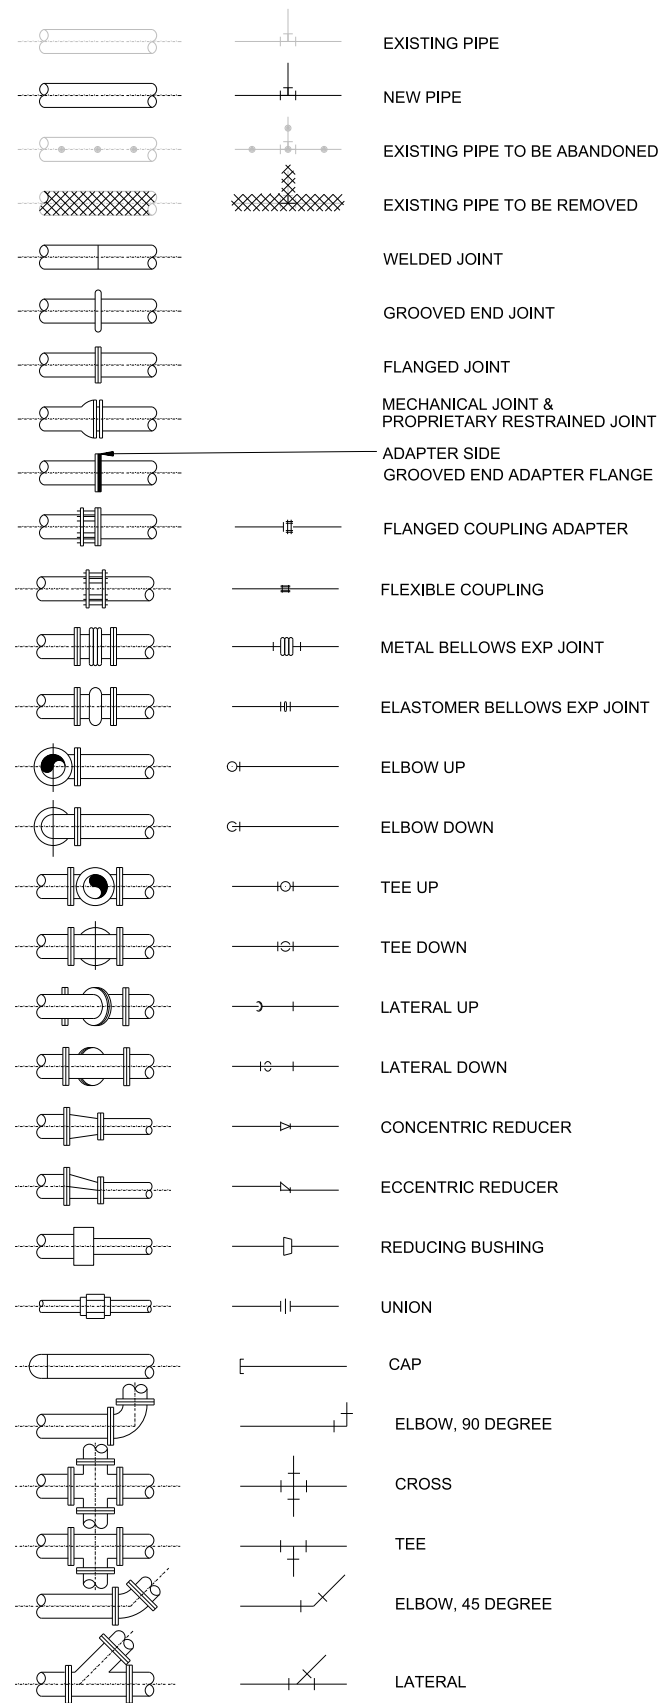 EXISTING PIPE
NEW PIPE
EXISTING PIPE TO BE ABANDONED
EXISTING PIPE TO BE REMOVED
WELDED JOINT
GROOVED END JOINT
FLANGED JOINT
MECHANICAL JOINT &
PROPRIETARY RESTRAINED JOINT
ADAPTER SIDE
GROOVED END ADAPTER FLANGE
FLANGED COUPLING ADAPTER
FLEXIBLE COUPLING
METAL BELLOWS EXP JOINT
ELASTOMER BELLOWS EXP JOINT
ELBOW UP
ELBOW DOWN
TEE UP
TEE DOWN
LATERAL UP
LATERAL DOWN
CONCENTRIC REDUCER
ECCENTRIC REDUCER
REDUCING BUSHING
UNION
CAP
ELBOW, 90 DEGREE
CROSS
TEE
ELBOW, 45 DEGREE
LATERAL